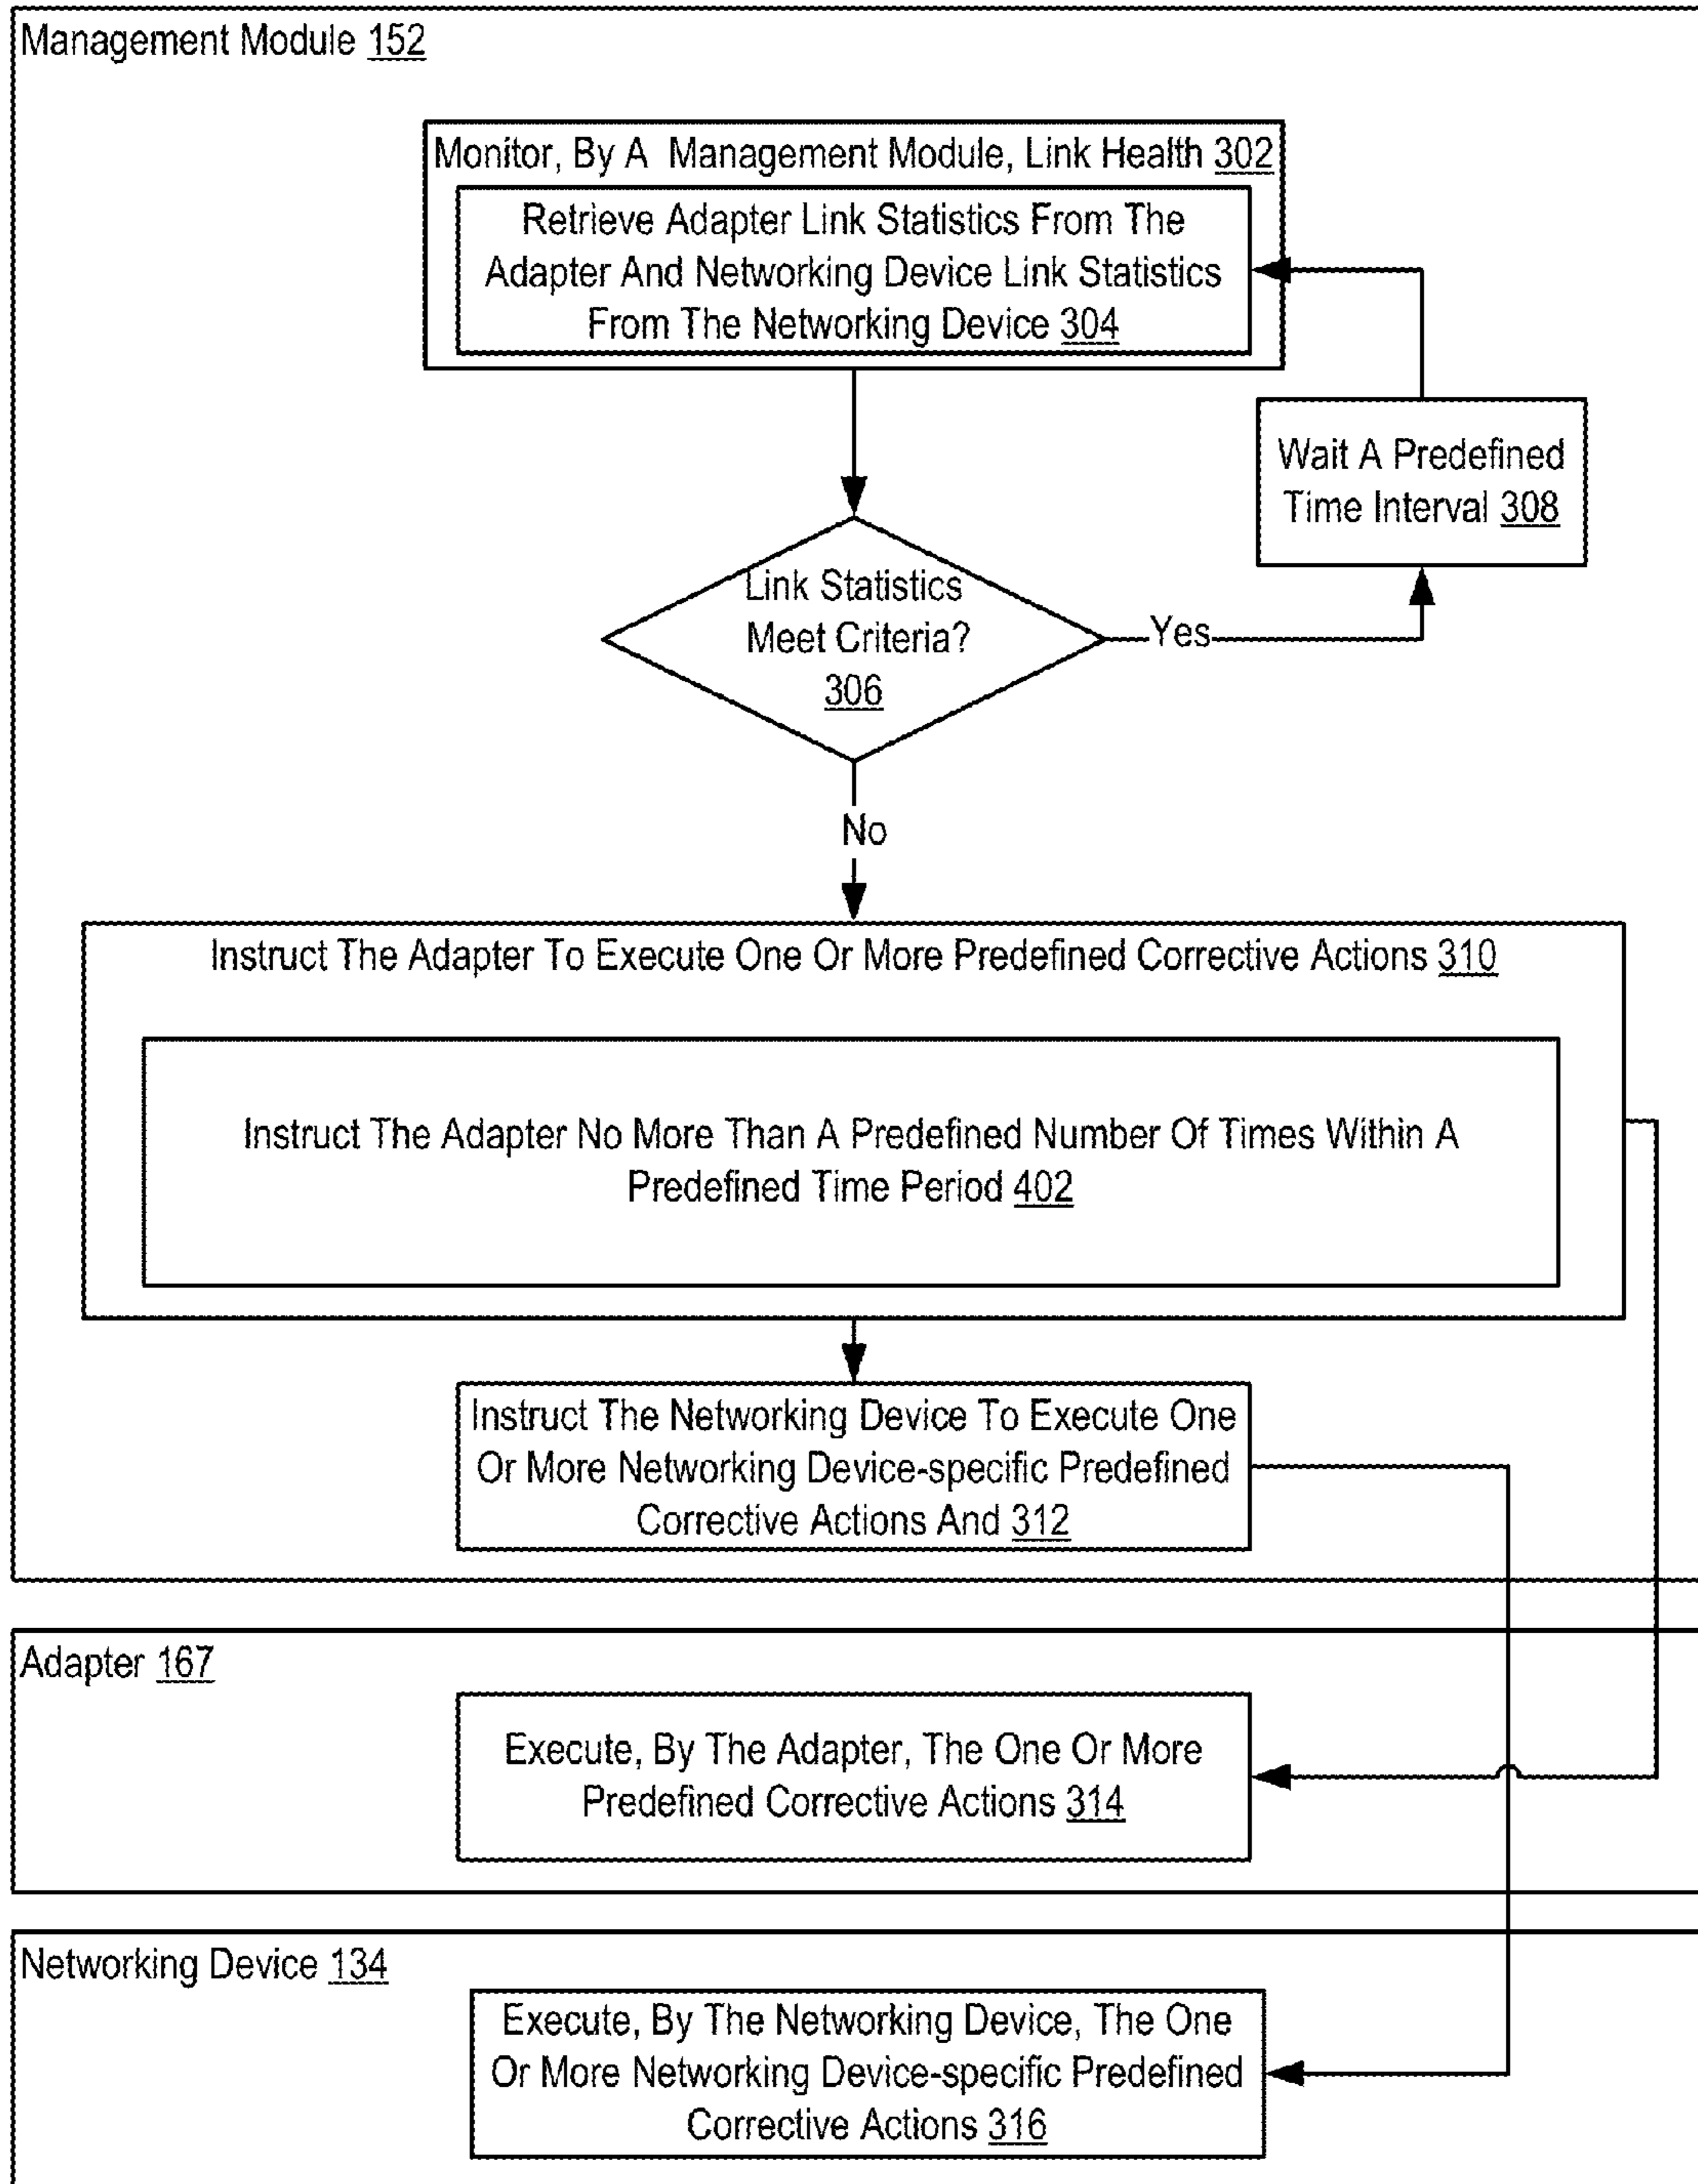 Management Module 152
Monitor, By A Management Module, Link Health 302
Retrieve Adapter Link Statistics From The
Adapter And Networking Device Link Statistics
From The Networking Device 304
Wait A Predefined
Time Interval 308
Link Statistics
Meet Criteria?
306
Yes
No
Instruct The Adapter To Execute One Or More Predefined Corrective Actions 310
Instruct The Adapter No More Than A Predefined Number Of Times Within A
Predefined Time Period 402
Instruct The Networking Device To Execute One
Or More Networking Device-specific Predefined
Corrective Actions And 312
Adapter 167
Execute, By The Adapter, The One Or More
Predefined Corrective Actions 314
Networking Device 134
Execute, By The Networking Device, The One
Or More Networking Device-specific Predefined
Corrective Actions 316